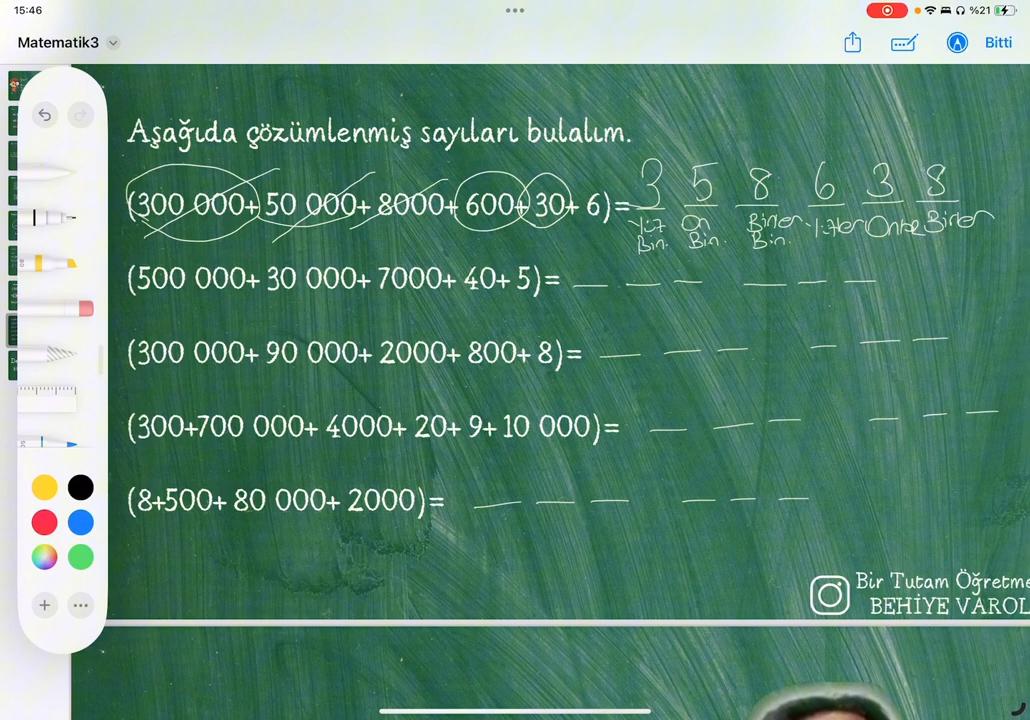 15:46
%21
Matematik3
Bitti
Aşağıda çözümlenmiş sayıları bulalım.
(300 000+ 50 000+ 8000+ 600+ 30+ 6)= 3 5 8 6 3 8
Yüz On Birler Yüzler Onlar Birler
Bin. Bin. Bin.
(500 000+ 30 000+ 7000+ 40+ 5)= _ _ _ _ _ _
(300 000+ 90 000+ 2000+ 800+ 8)= _ _ _ _ _ _
(300+700 000+ 4000+ 20+ 9+ 10 000)= _ _ _ _ _ _
(8+500+ 80 000+ 2000)= _ _ _ _ _ _
Bir Tutam Öğretme
BEHİYE VAROL